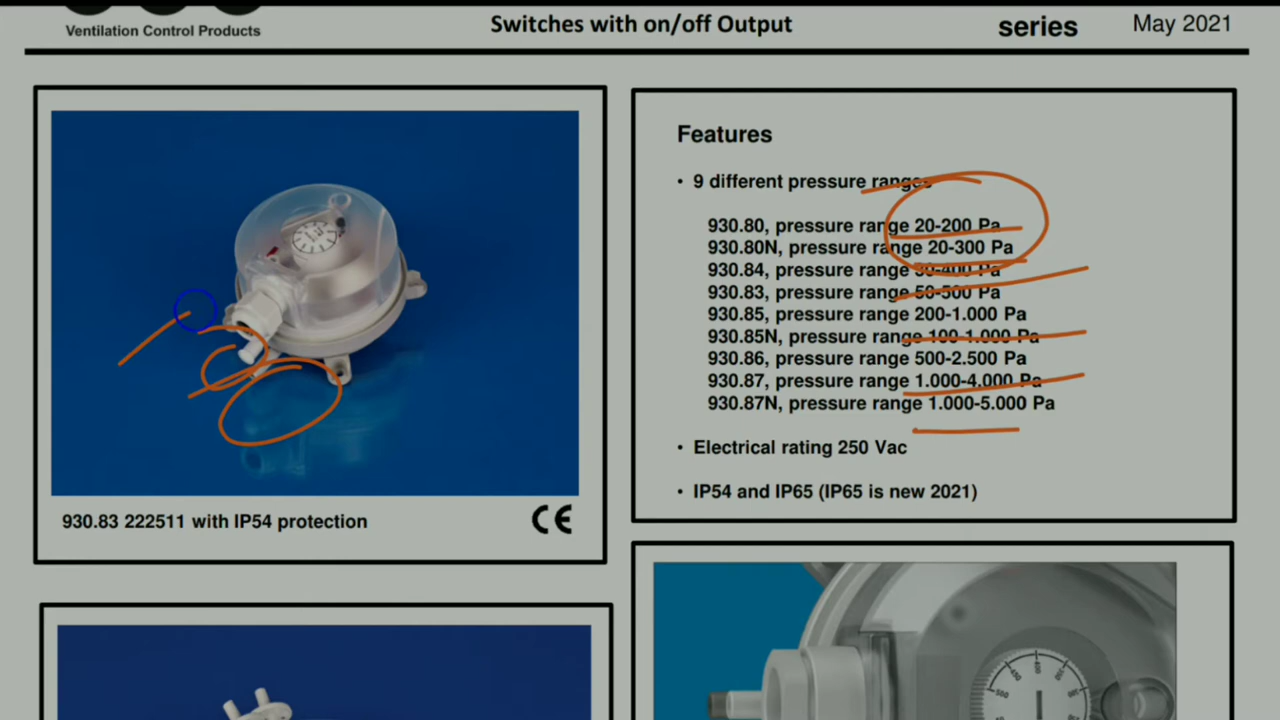 Ventilation Control Products
Switches with on/off Output
series
May 2021
930.83 222511 with IP54 protection
CE
Features
• 9 different pressure ranges
930.80, pressure range 20-200 Pa
930.80N, pressure range 20-300 Pa
930.84, pressure range 30-400 Pa
930.83, pressure range 50-500 Pa
930.85, pressure range 200-1.000 Pa
930.85N, pressure range 100-1.000 Pa
930.86, pressure range 500-2.500 Pa
930.87, pressure range 1.000-4.000 Pa
930.87N, pressure range 1.000-5.000 Pa
• Electrical rating 250 Vac
• IP54 and IP65 (IP65 is new 2021)